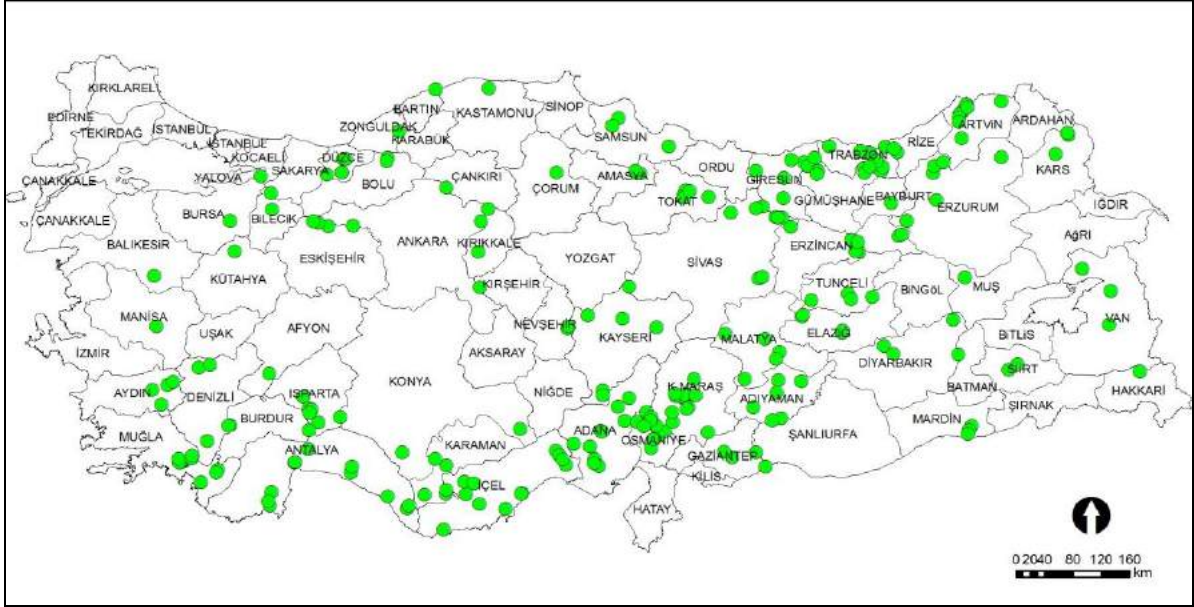 KIRKLARELİ
EDİRNE
TEKİRDAĞ
İSTANBUL
İSTANBUL
KOCAELİ
YALOVA
SAKARYA
DÜZCE
ZONGULDAK
BARTIN
KARABÜK
KASTAMONU
SİNOP
SAMSUN
ORDU
GİRESUN
TRABZON
RİZE
ARTVİN
ARDAHAN
KARS
ÇANAKKALE
ÇANAKKALE
BURSA
BİLECİK
BOLU
ÇANKIRI
ÇORUM
AMASYA
TOKAT
GÜMÜŞHANE
BAYBURT
ERZURUM
IĞDIR
AğRI
BALIKESİR
KÜTAHYA
ESKİŞEHİR
ANKARA
KIRIKKALE
YOZGAT
SİVAS
ERZİNCAN
TUNCELİ
BİNGöL
MUŞ
KIRŞEHİR
MANİSA
UŞAK
AFYON
NEVŞEHİR
KAYSERİ
MALATYA
ELAZIĞ
BİTLİS
VAN
İZMİR
AKSARAY
DİYARBAKIR
SİİRT
HAKKARİ
AYDIN
DENİZLİ
ISPARTA
KONYA
NİĞDE
K.MARAŞ
ADIYAMAN
BATMAN
ŞIRNAK
MARDİN
BURDUR
MUĞLA
ANTALYA
KARAMAN
ADANA
OSMANİYE
ŞANLIURFA
GAZİANTEP
KİLİS
İÇEL
HATAY
0 20 40 80 120 160
km